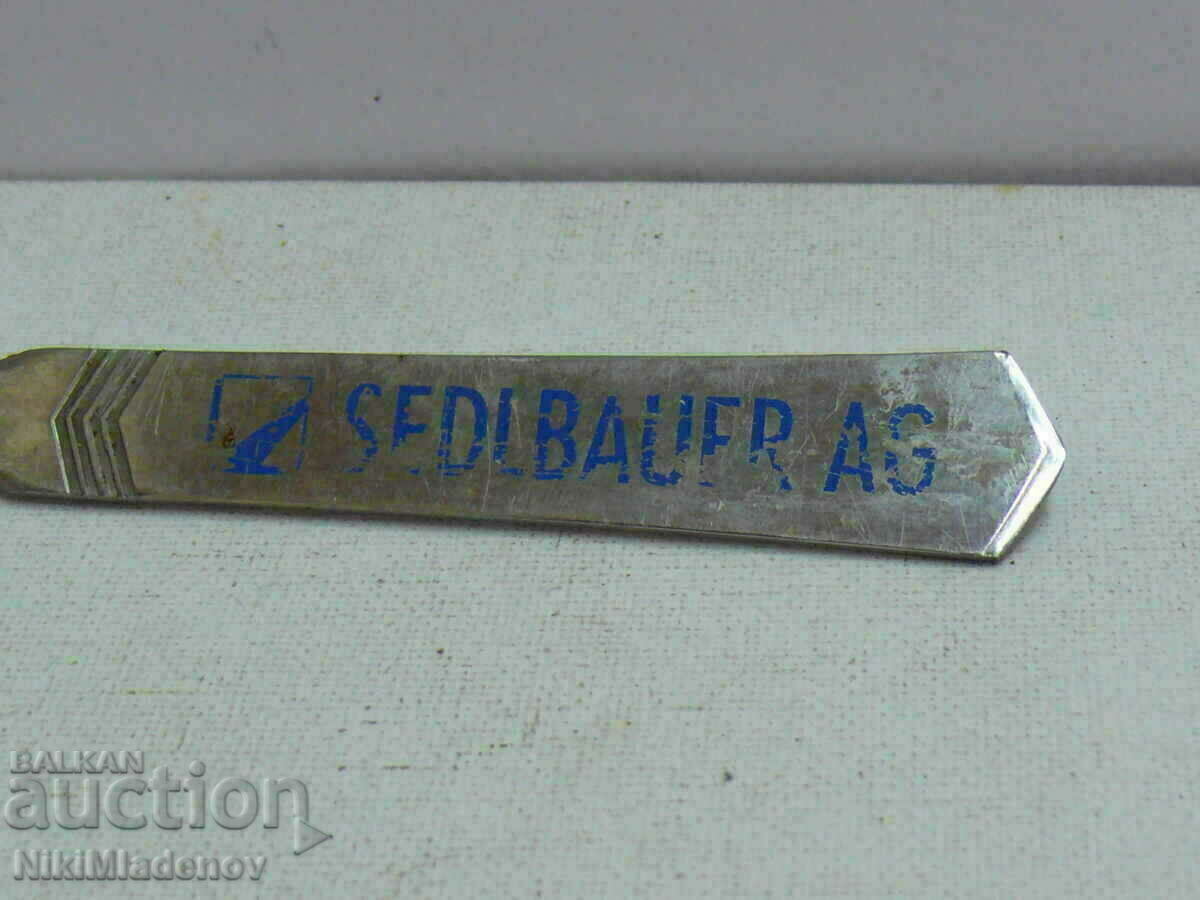 SEDLBAUER AG
BALKAN
auction
NikiMladenov